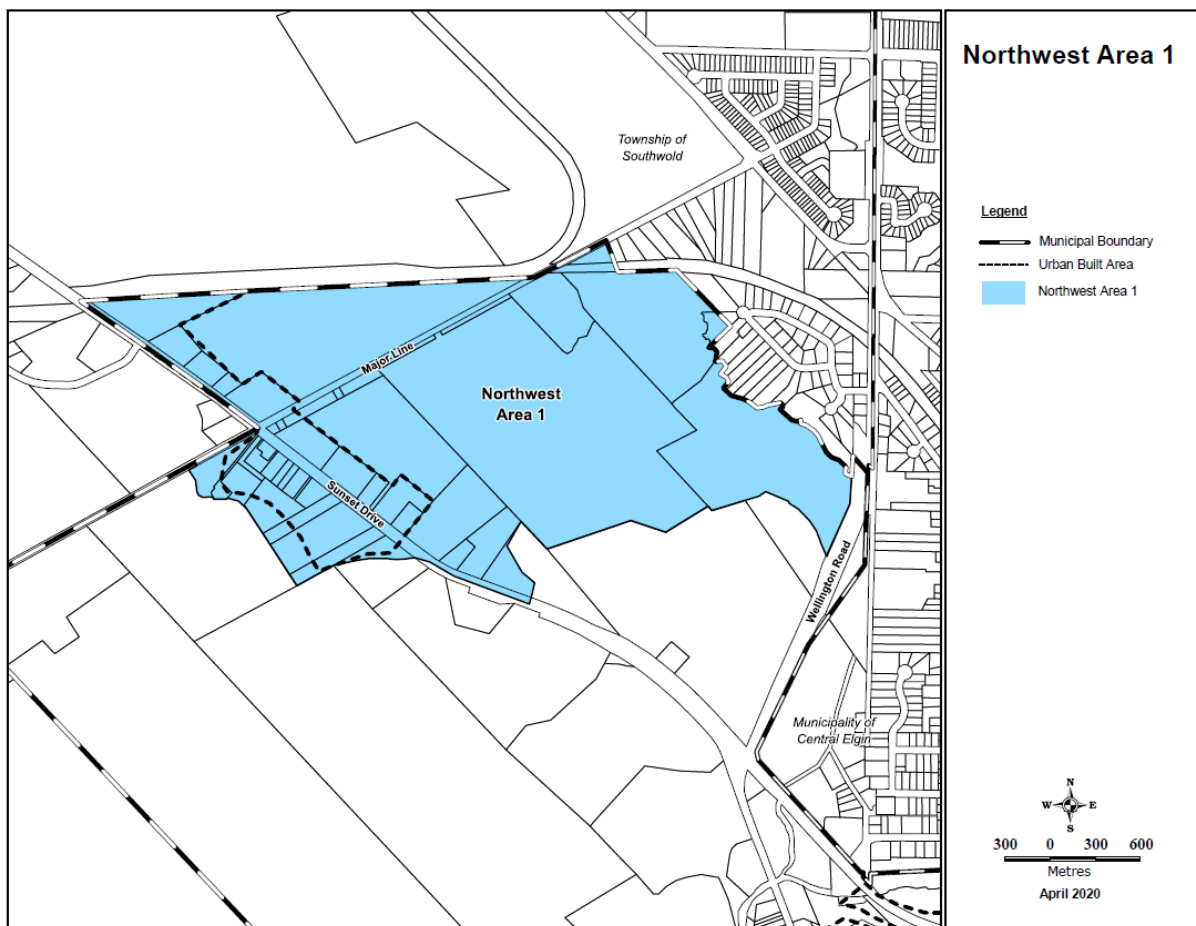 Northwest Area 1
Township of
Southwold
Legend
Municipal Boundary
Urban Built Area
Northwest Area 1
Major Line
Northwest
Area 1
Sunset Drive
Wellington Road
Municipality of
Central Elgin
N
W E
S
300 0 300 600
Metres
April 2020